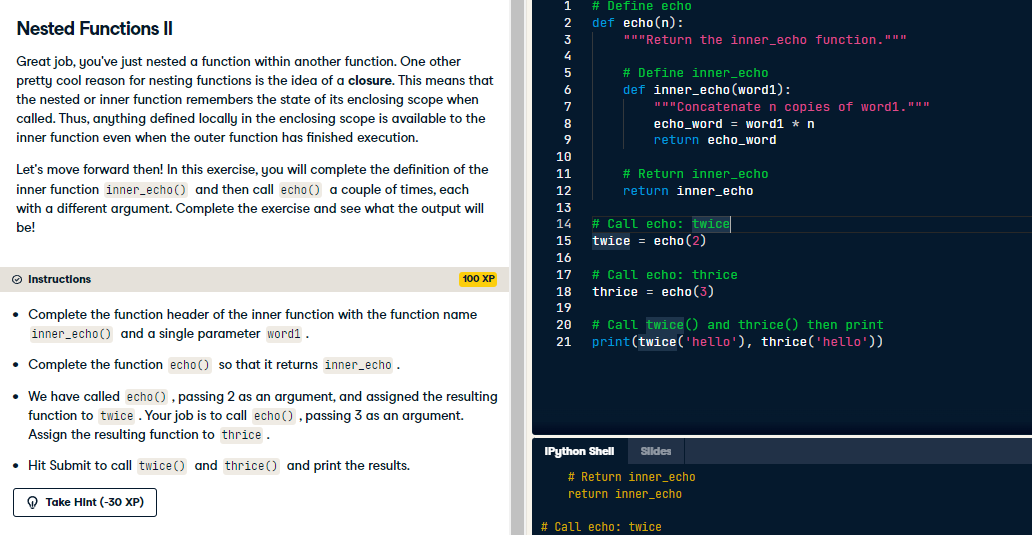 Nested Functions II
Great job, you've just nested a function within another function. One other
pretty cool reason for nesting functions is the idea of a closure. This means that
the nested or inner function remembers the state of its enclosing scope when
called. Thus, anything defined locally in the enclosing scope is available to the
inner function even when the outer function has finished execution.
Let's move forward then! In this exercise, you will complete the definition of the
inner function inner_echo() and then call echo() a couple of times, each
with a different argument. Complete the exercise and see what the output will
be!
Instructions 100 XP
• Complete the function header of the inner function with the function name
inner_echo() and a single parameter word1 .
• Complete the function echo() so that it returns inner_echo .
• We have called echo() , passing 2 as an argument, and assigned the resulting
function to twice . Your job is to call echo() , passing 3 as an argument.
Assign the resulting function to thrice .
• Hit Submit to call twice() and thrice() and print the results.
Take Hint (-30 XP)
1 # Define echo
2 def echo(n):
3     """Return the inner_echo function."""
4
5     # Define inner_echo
6     def inner_echo(word1):
7         """Concatenate n copies of word1."""
8         echo_word = word1 * n
9         return echo_word
10
11     # Return inner_echo
12     return inner_echo
13
14 # Call echo: twice
15 twice = echo(2)
16
17 # Call echo: thrice
18 thrice = echo(3)
19
20 # Call twice() and thrice() then print
21 print(twice('hello'), thrice('hello'))
IPython Shell Slides
    # Return inner_echo
    return inner_echo
# Call echo: twice